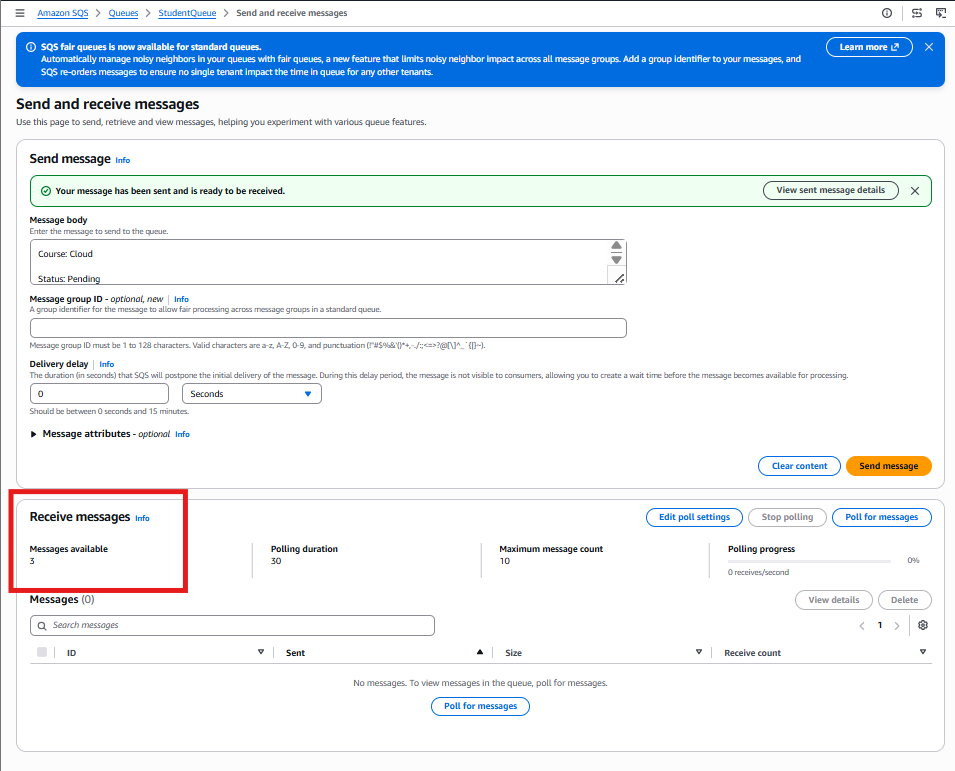 Amazon SQS > Queues > StudentQueue > Send and receive messages
SQS fair queues is now available for standard queues.
Automatically manage noisy neighbors in your queues with fair queues, a new feature that limits noisy neighbor impact across all message groups. Add a group identifier to your messages, and
SQS re-orders messages to ensure no single tenant impact the time in queue for any other tenants.
Learn more
Send and receive messages
Use this page to send, retrieve and view messages, helping you experiment with various queue features.
Send message Info
Your message has been sent and is ready to be received.
View sent message details
Message body
Enter the message to send to the queue.
Course: Cloud
Status: Pending
Message group ID - optional, new Info
A group identifier for the message to allow fair processing across message groups in a standard queue.
Message group ID must be 1 to 128 characters. Valid characters are a-z, A-Z, 0-9, and punctuation (!"#$%&'()*+,-./:;<=>?@[\]^_`{|}~).
Delivery delay Info
The duration (in seconds) that SQS will postpone the initial delivery of the message. During this delay period, the message is not visible to consumers, allowing you to create a wait time before the message becomes available for processing.
0 Seconds
Should be between 0 seconds and 15 minutes.
Message attributes - optional Info
Clear content Send message
Receive messages Info
Edit poll settings Stop polling Poll for messages
Messages available Polling duration Maximum message count Polling progress
3 30 10 0%
0 receives/second
Messages (0)
View details Delete
Search messages
1
ID Sent Size Receive count
No messages. To view messages in the queue, poll for messages.
Poll for messages